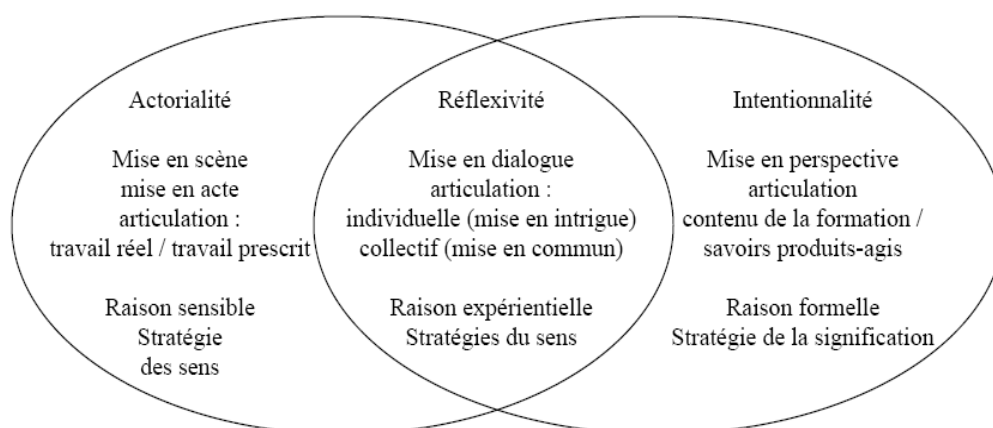 Actorialité
Mise en scène
mise en acte
articulation :
travail réel / travail prescrit
Raison sensible
Stratégie
des sens
Réflexivité
Mise en dialogue
articulation :
individuelle (mise en intrigue)
collectif (mise en commun)
Raison expérientielle
Stratégies du sens
Intentionnalité
Mise en perspective
articulation
contenu de la formation /
savoirs produits-agis
Raison formelle
Stratégie de la signification